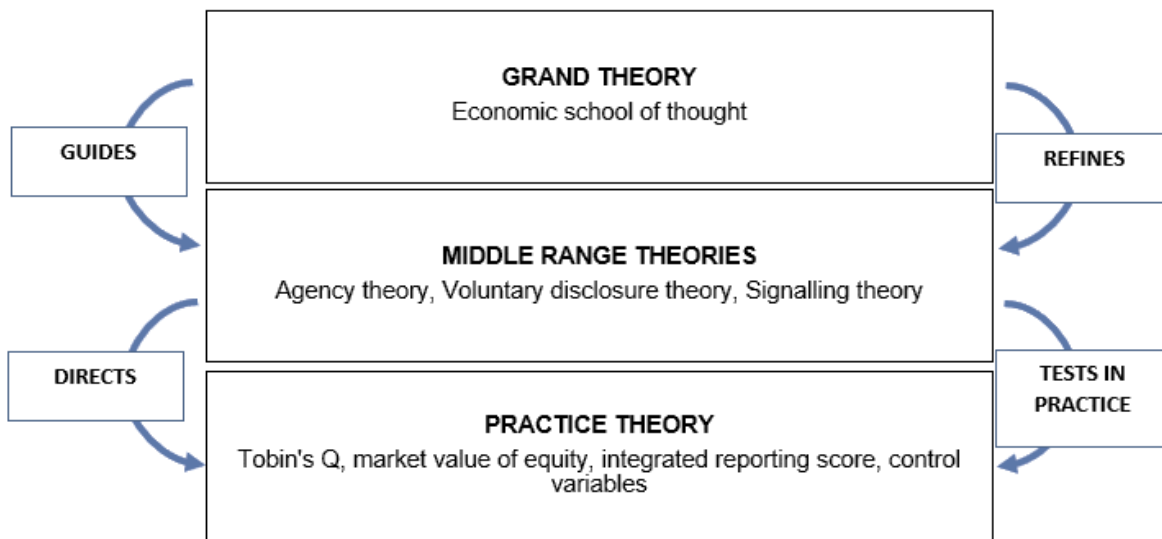 GRAND THEORY
Economic school of thought
GUIDES
REFINES
MIDDLE RANGE THEORIES
Agency theory, Voluntary disclosure theory, Signalling theory
DIRECTS
TESTS IN
PRACTICE
PRACTICE THEORY
Tobin's Q, market value of equity, integrated reporting score, control
variables